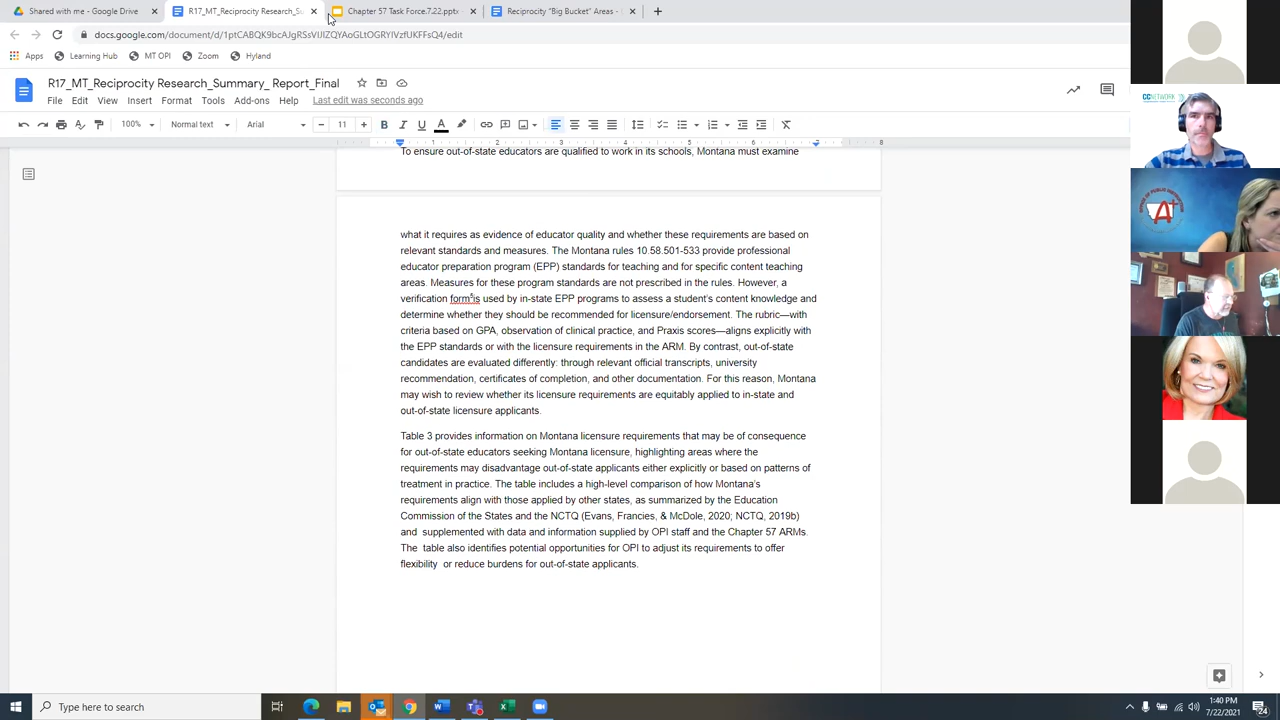 Shared with me - Google Drive
R17_MT_Reciprocity Research_Su
Chapter 57 Task Force.7.22.pptx
Reciprocity "Big Bucket" Areas -
Apps
Learning Hub
MT OPI
Zoom
Hyland
R17_MT_Reciprocity Research_Summary_ Report_Final
File Edit View Insert Format Tools Add-ons Help Last edit was seconds ago
100% Normal text Arial 11
1 2 3 4 5 6 7 8
To ensure out-of-state educators are qualified to work in its schools, Montana must examine
what it requires as evidence of educator quality and whether these requirements are based on
relevant standards and measures. The Montana rules 10.58.501-533 provide professional
educator preparation program (EPP) standards for teaching and for specific content teaching
areas. Measures for these program standards are not prescribed in the rules. However, a
verification form is used by in-state EPP programs to assess a student's content knowledge and
determine whether they should be recommended for licensure/endorsement. The rubric—with
criteria based on GPA, observation of clinical practice, and Praxis scores—aligns explicitly with
the EPP standards or with the licensure requirements in the ARM. By contrast, out-of-state
candidates are evaluated differently: through relevant official transcripts, university
recommendation, certificates of completion, and other documentation. For this reason, Montana
may wish to review whether its licensure requirements are equitably applied to in-state and
out-of-state licensure applicants.
Table 3 provides information on Montana licensure requirements that may be of consequence
for out-of-state educators seeking Montana licensure, highlighting areas where the
requirements may disadvantage out-of-state applicants either explicitly or based on patterns of
treatment in practice. The table includes a high-level comparison of how Montana's
requirements align with those applied by other states, as summarized by the Education
Commission of the States and the NCTQ (Evans, Francies, & McDole, 2020; NCTQ, 2019b)
and supplemented with data and information supplied by OPI staff and the Chapter 57 ARMs.
The table also identifies potential opportunities for OPI to adjust its requirements to offer
flexibility or reduce burdens for out-of-state applicants.
CCNETWORK
Type here to search
1:40 PM
7/22/2021
24